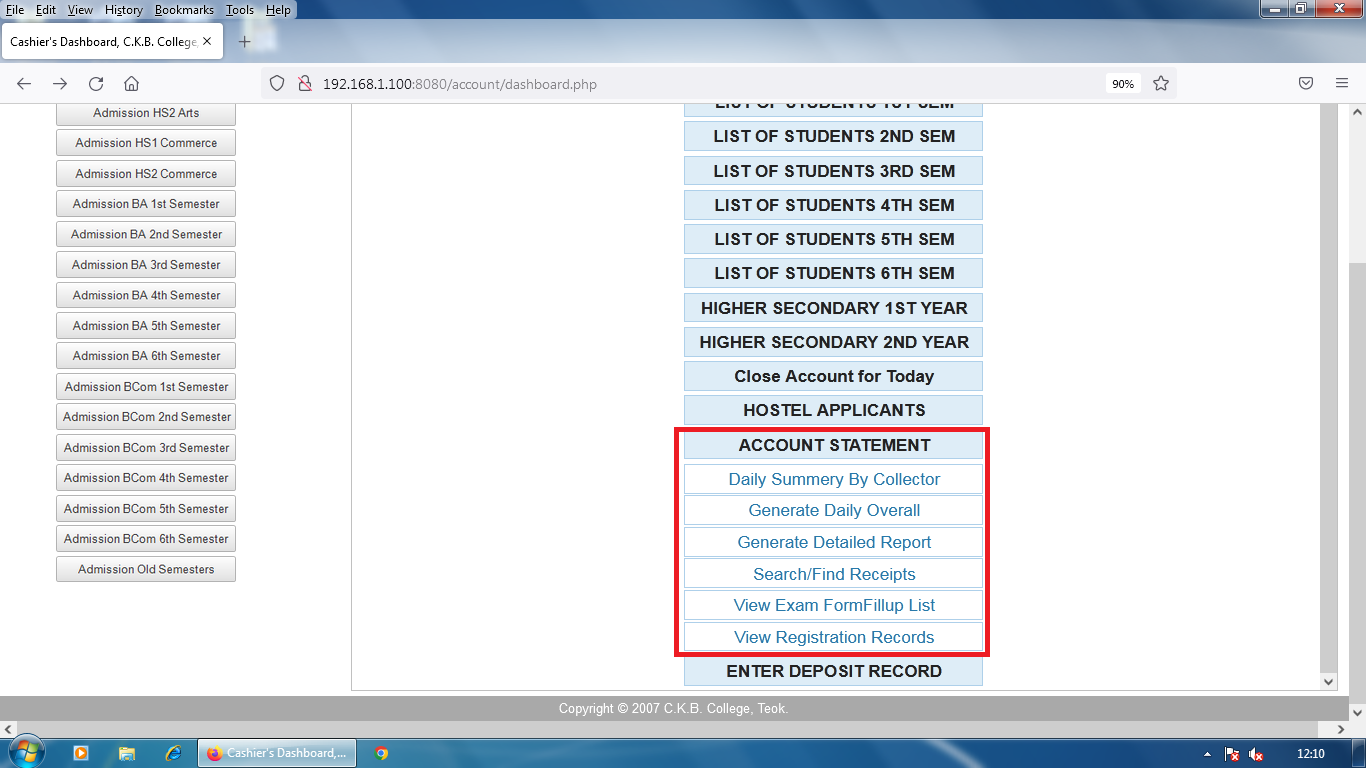 File Edit View History Bookmarks Tools Help
Cashier's Dashboard, C.K.B. College,
192.168.1.100:8080/account/dashboard.php
90%
Admission HS2 Arts
Admission HS1 Commerce
Admission HS2 Commerce
Admission BA 1st Semester
Admission BA 2nd Semester
Admission BA 3rd Semester
Admission BA 4th Semester
Admission BA 5th Semester
Admission BA 6th Semester
Admission BCom 1st Semester
Admission BCom 2nd Semester
Admission BCom 3rd Semester
Admission BCom 4th Semester
Admission BCom 5th Semester
Admission BCom 6th Semester
Admission Old Semesters
LIST OF STUDENTS 1ST SEM
LIST OF STUDENTS 2ND SEM
LIST OF STUDENTS 3RD SEM
LIST OF STUDENTS 4TH SEM
LIST OF STUDENTS 5TH SEM
LIST OF STUDENTS 6TH SEM
HIGHER SECONDARY 1ST YEAR
HIGHER SECONDARY 2ND YEAR
Close Account for Today
HOSTEL APPLICANTS
ACCOUNT STATEMENT
Daily Summery By Collector
Generate Daily Overall
Generate Detailed Report
Search/Find Receipts
View Exam FormFillup List
View Registration Records
ENTER DEPOSIT RECORD
Copyright © 2007 C.K.B. College, Teok.
Cashier's Dashboard,...
12:10